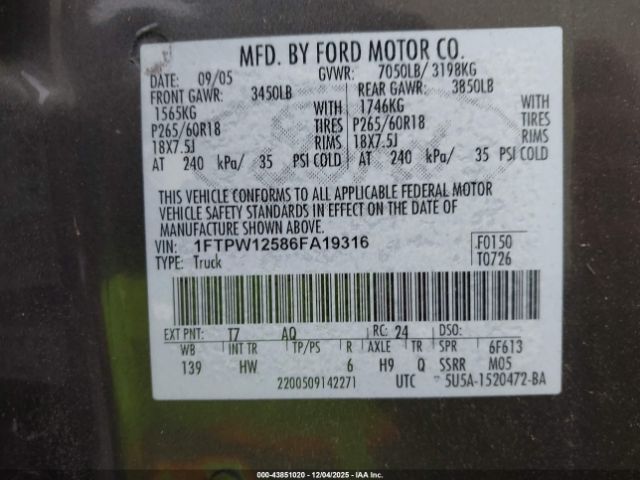 MFD. BY FORD MOTOR CO.
DATE: 09/05 GVWR: 7050LB/ 3198KG
FRONT GAWR: 3450LB REAR GAWR: 3850LB
1565KG WITH 1746KG WITH
P265/60R18 TIRES P265/60R18 TIRES
18X7.5J RIMS 18X7.5J RIMS
AT 240 kPa/ 35 PSI COLD AT 240 kPa/ 35 PSI COLD
THIS VEHICLE CONFORMS TO ALL APPLICABLE FEDERAL MOTOR
VEHICLE SAFETY STANDARDS IN EFFECT ON THE DATE OF
MANUFACTURE SHOWN ABOVE.
VIN: 1FTPW12586FA19316 F0150
TYPE: Truck T0726
EXT PNT: T7 AQ RC: 24 DSO:
WB INT TR TP/PS R AXLE TR SPR 6F613
139 HW 6 H9 Q SSRR M05
2200509142271 UTC 5U5A-1520472-BA
000-43851020 | 12/04/2025 | IAA Inc.